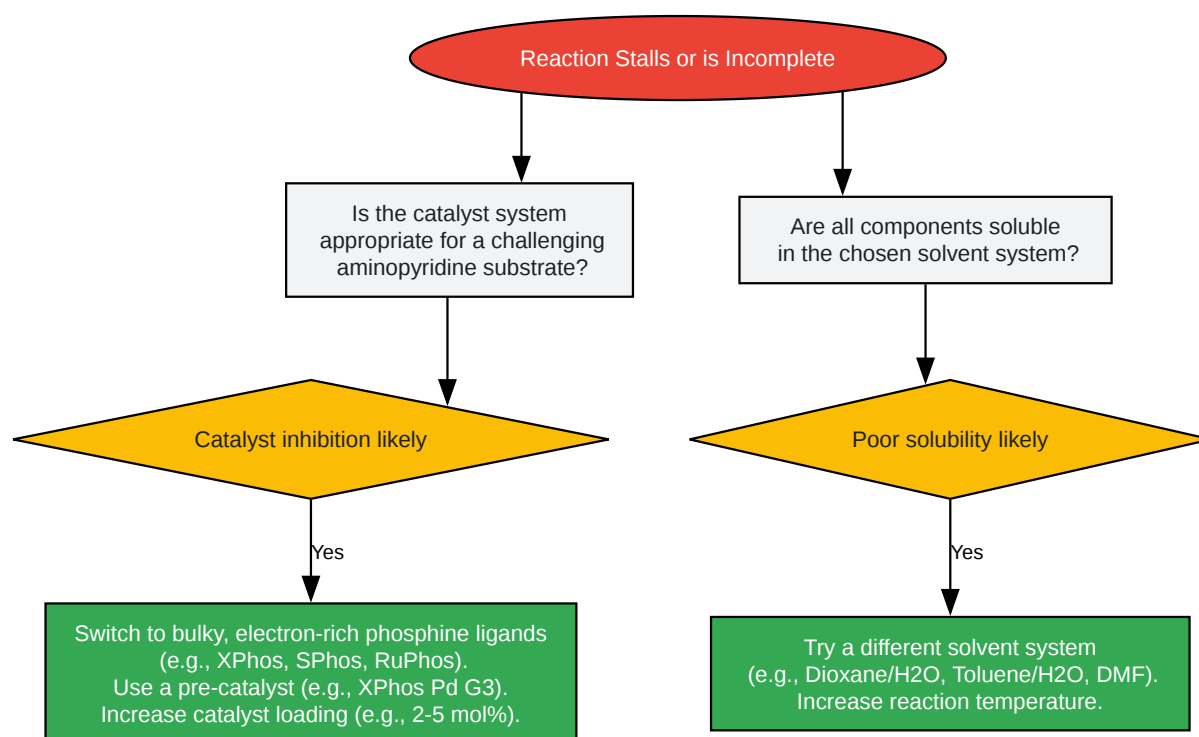 Reaction Stalls or is Incomplete
Is the catalyst system
appropriate for a challenging
aminopyridine substrate?
Are all components soluble
in the chosen solvent system?
Catalyst inhibition likely
Poor solubility likely
Yes
Yes
Switch to bulky, electron-rich phosphine ligands
(e.g., XPhos, SPhos, RuPhos).
Use a pre-catalyst (e.g., XPhos Pd G3).
Increase catalyst loading (e.g., 2-5 mol%).
Try a different solvent system
(e.g., Dioxane/H2O, Toluene/H2O, DMF).
Increase reaction temperature.